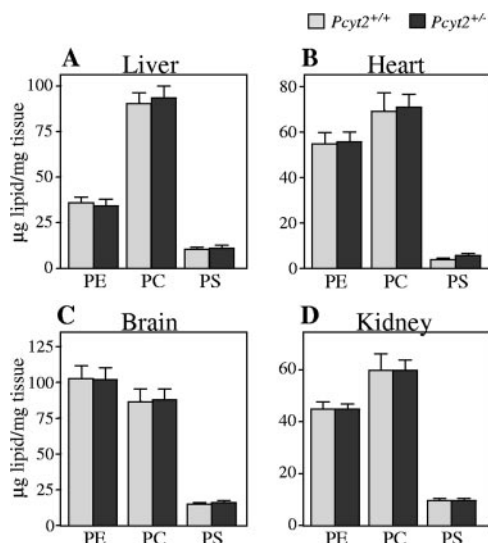 Pcyt2+/+ Pcyt2+/-
A Liver
B Heart
µg lipid/mg tissue
100
75
50
25
0
PE PC PS
80
60
40
20
0
PE PC PS
C Brain
D Kidney
µg lipid/mg tissue
125
100
75
50
25
0
PE PC PS
60
40
20
0
PE PC PS